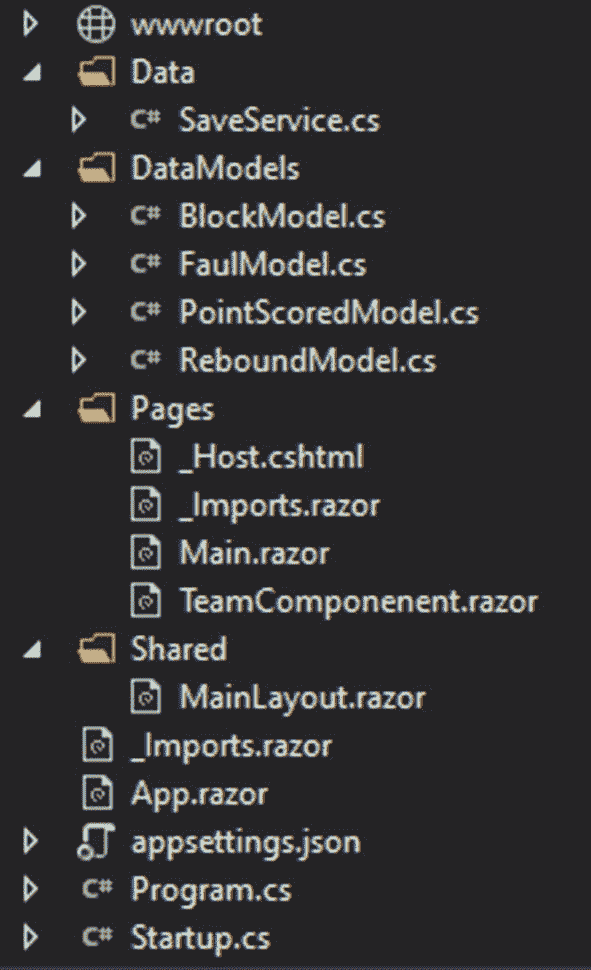 wwwroot
Data
C# SaveService.cs
DataModels
C# BlockModel.cs
C# FaulModel.cs
C# PointScoredModel.cs
C# ReboundModel.cs
Pages
_Host.cshtml
_Imports.razor
Main.razor
TeamComponenent.razor
Shared
MainLayout.razor
_Imports.razor
App.razor
appsettings.json
C# Program.cs
C# Startup.cs